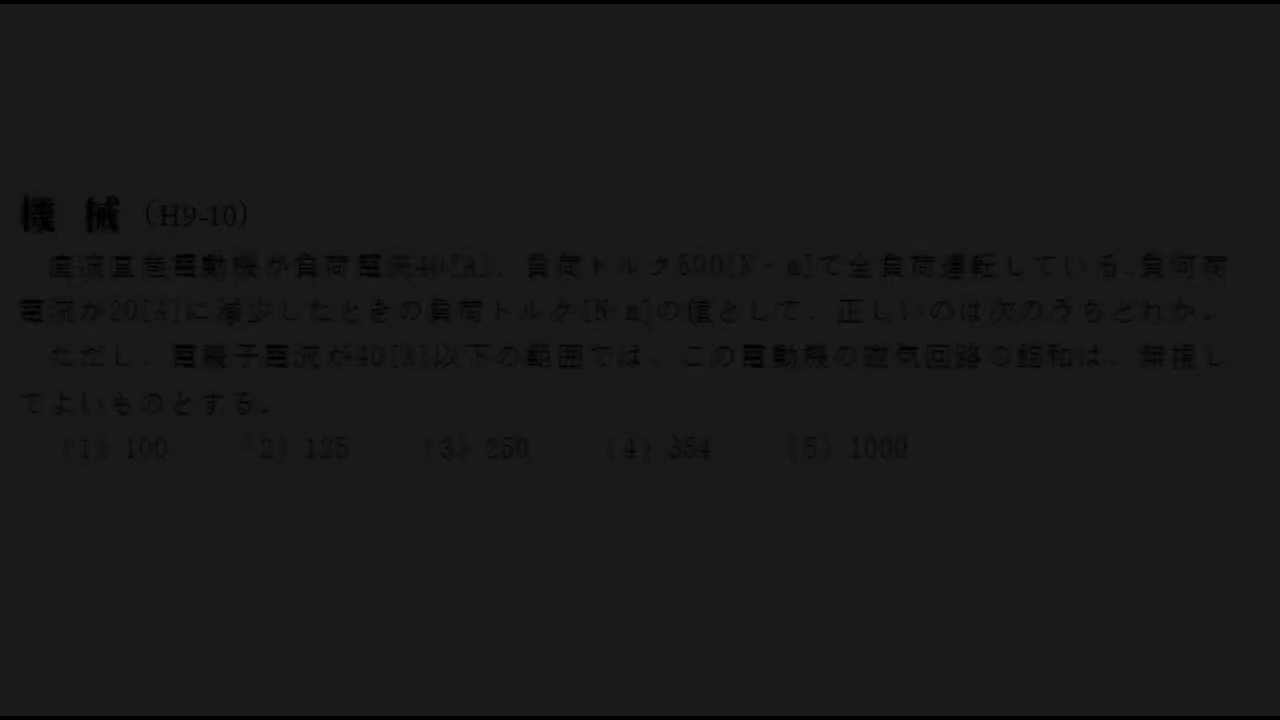 機 械（H9-10）
直流直巻電動機が負荷電流40[A]、負荷トルク500[N・m]で全負荷運転している.負荷
電流が20[A]に減少したときの負荷トルク[N・m]の値として、正しいのは次のうちどれか。
ただし、電機子電流が40[A]以下の範囲では、この電動機の磁気回路の飽和は、無視し
てよいものとする。
（1）100 （2）125 （3）250 （4）354 （5）1000